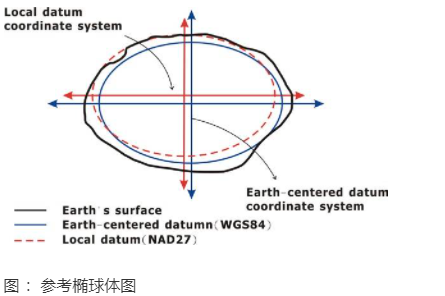 Local datum
coordinate system
Earth-centered datum
coordinate system
Earth's surface
Earth-centered datumn(WGS84)
Local datum(NAD27)
图： 参考椭球体图